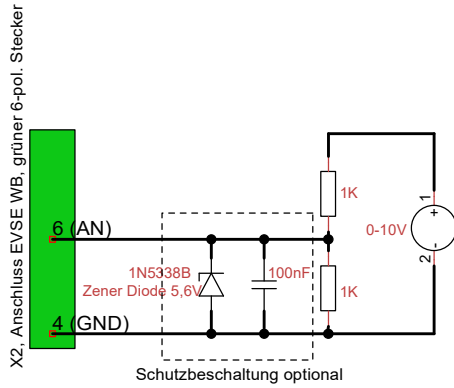 X2, Anschluss EVSE WB, grüner 6-pol. Stecker
6 (AN)
4 (GND)
1N5338B
Zener Diode 5,6V
100nF
1K
1K
0-10V
1
+
-
2
Schutzbeschaltung optional